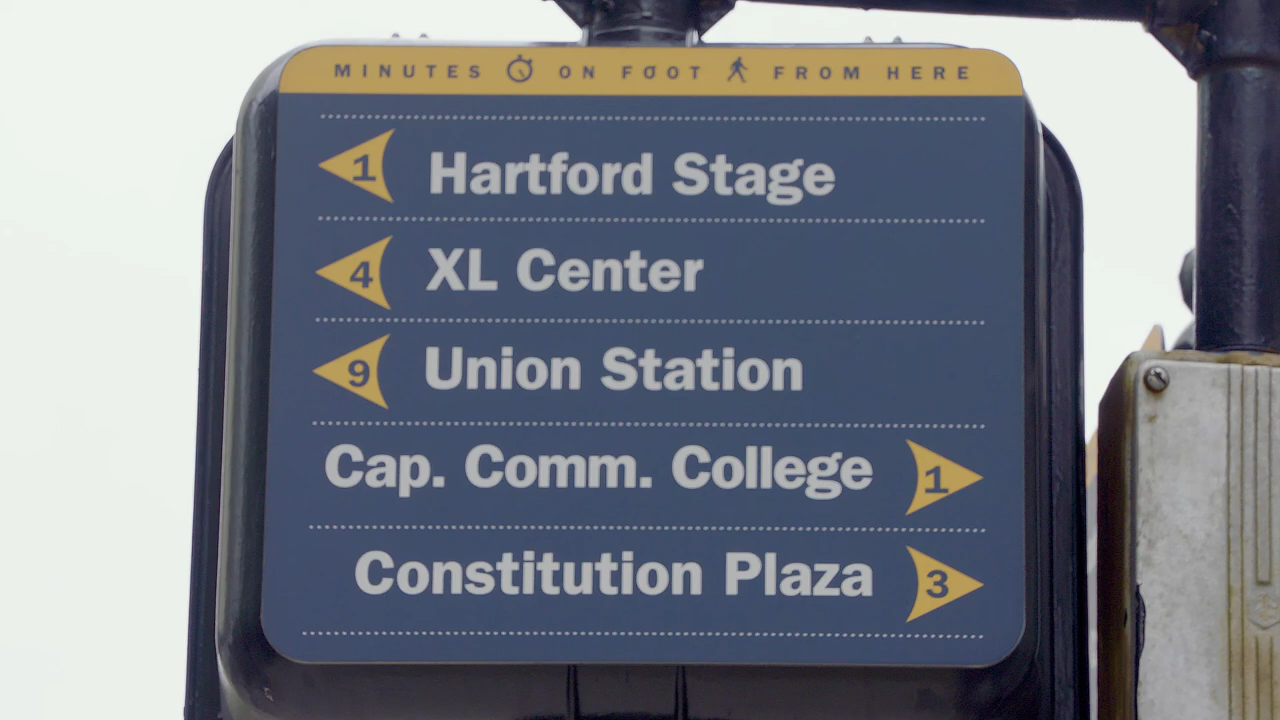 MINUTES ON FOOT FROM HERE
1 Hartford Stage
4 XL Center
9 Union Station
Cap. Comm. College 1
Constitution Plaza 3